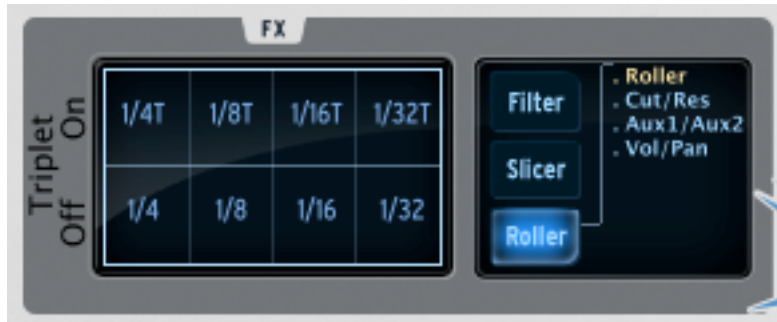 FX
Triplet
On
Off
1/4T 1/8T 1/16T 1/32T
1/4 1/8 1/16 1/32
Filter
Slicer
Roller
. Roller
. Cut/Res
. Aux1/Aux2
. Vol/Pan